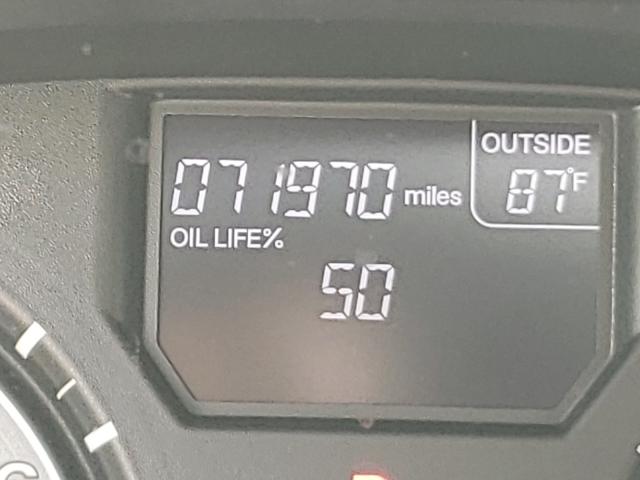 071970 miles
OUTSIDE
87°F
OIL LIFE%
50